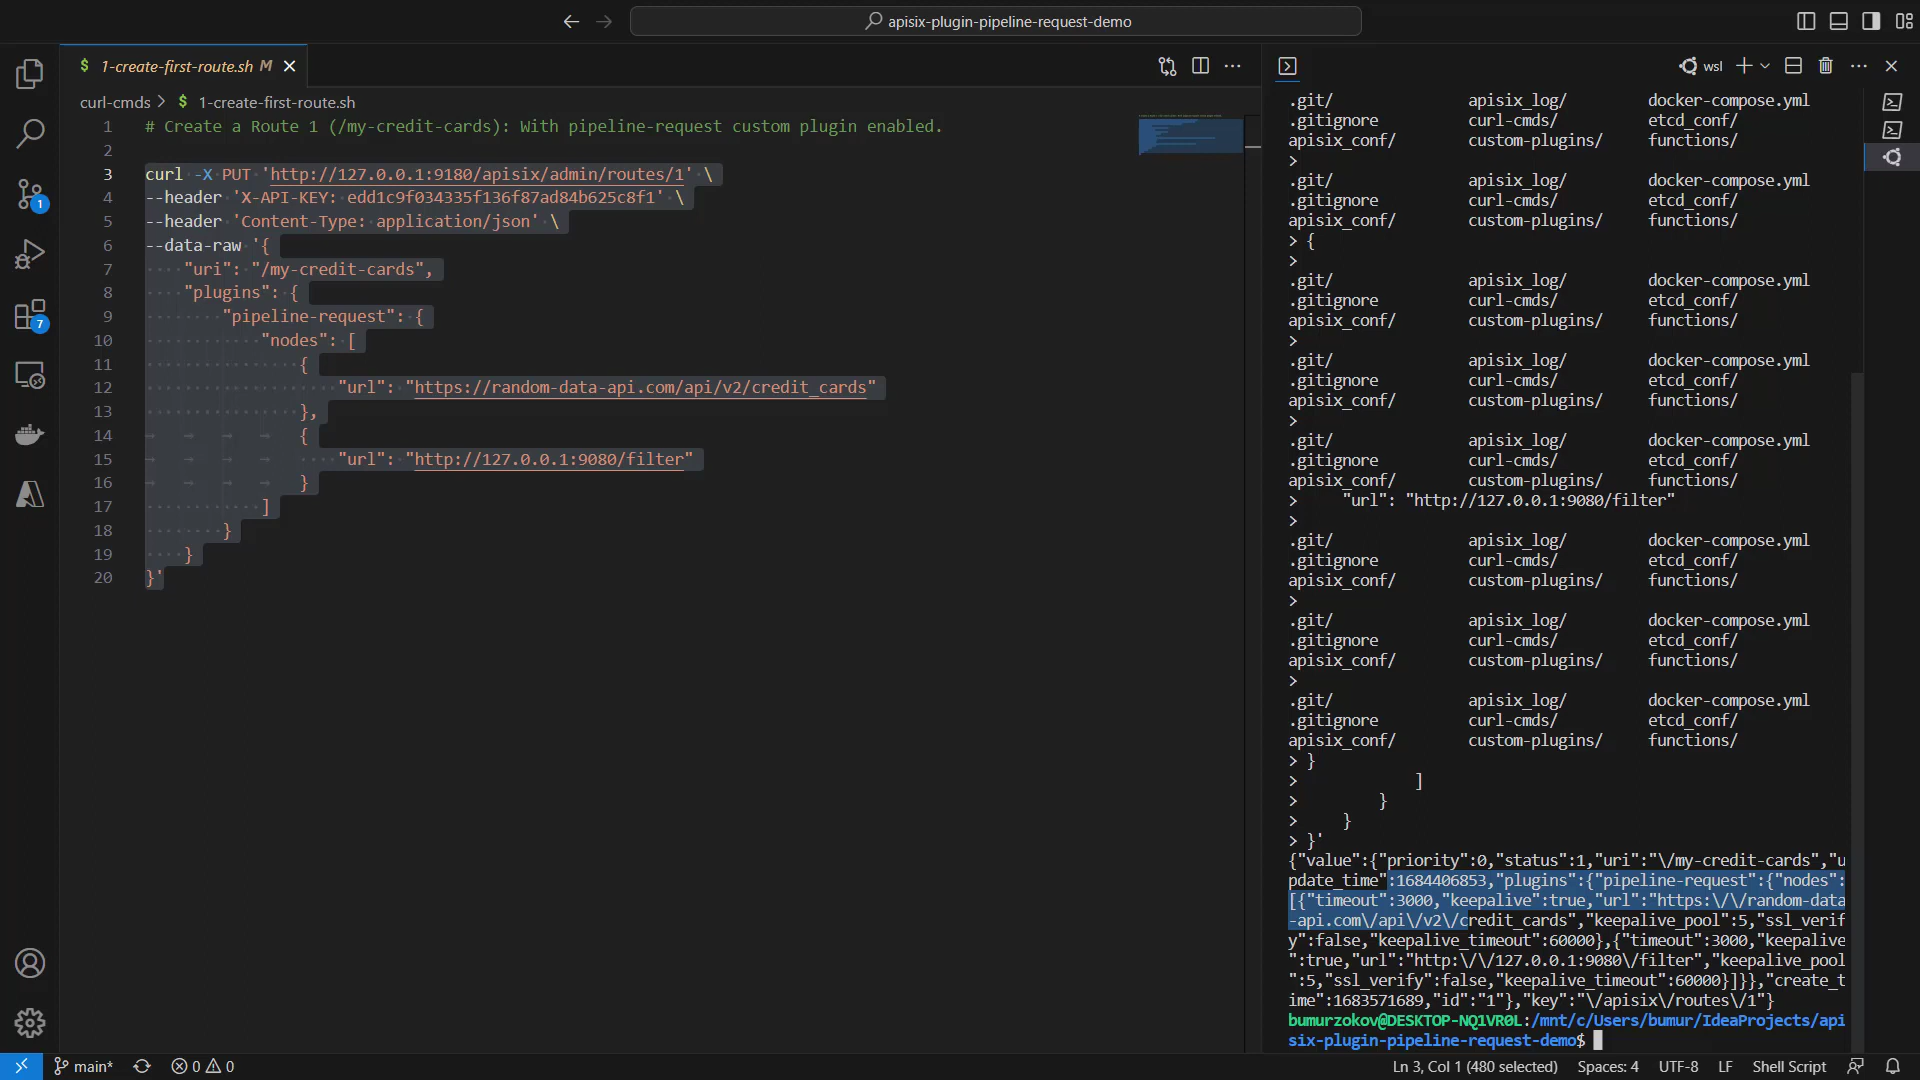 apisix-plugin-pipeline-request-demo
$ 1-create-first-route.sh M
wsl
curl-cmds > $ 1-create-first-route.sh
1 # Create a Route 1 (/my-credit-cards): With pipeline-request custom plugin enabled.
2
3 curl -X PUT 'http://127.0.0.1:9180/apisix/admin/routes/1' \
4 --header 'X-API-KEY: edd1c9f034335f136f87ad84b625c8f1' \
5 --header 'Content-Type: application/json' \
6 --data-raw '{
7 "uri": "/my-credit-cards",
8 "plugins": {
9 "pipeline-request": {
10 "nodes": [
11 {
12 "url": "https://random-data-api.com/api/v2/credit_cards"
13 },
14 {
15 "url": "http://127.0.0.1:9080/filter"
16 }
17 ]
18 }
19 }
20 }'
1
7
.git/ apisix_log/ docker-compose.yml
.gitignore curl-cmds/ etcd_conf/
apisix_conf/ custom-plugins/ functions/
>
.git/ apisix_log/ docker-compose.yml
.gitignore curl-cmds/ etcd_conf/
apisix_conf/ custom-plugins/ functions/
> {
>
.git/ apisix_log/ docker-compose.yml
.gitignore curl-cmds/ etcd_conf/
apisix_conf/ custom-plugins/ functions/
>
.git/ apisix_log/ docker-compose.yml
.gitignore curl-cmds/ etcd_conf/
apisix_conf/ custom-plugins/ functions/
>
.git/ apisix_log/ docker-compose.yml
.gitignore curl-cmds/ etcd_conf/
apisix_conf/ custom-plugins/ functions/
> "url": "http://127.0.0.1:9080/filter"
>
.git/ apisix_log/ docker-compose.yml
.gitignore curl-cmds/ etcd_conf/
apisix_conf/ custom-plugins/ functions/
>
.git/ apisix_log/ docker-compose.yml
.gitignore curl-cmds/ etcd_conf/
apisix_conf/ custom-plugins/ functions/
>
.git/ apisix_log/ docker-compose.yml
.gitignore curl-cmds/ etcd_conf/
apisix_conf/ custom-plugins/ functions/
> }
> ]
> }
> }
> }'
{"value":{"priority":0,"status":1,"uri":"\/my-credit-cards","u
pdate_time":1684406853,"plugins":{"pipeline-request":{"nodes":
[{"timeout":3000,"keepalive":true,"url":"https:\/\/random-data
-api.com\/api\/v2\/credit_cards","keepalive_pool":5,"ssl_verif
y":false,"keepalive_timeout":60000},{"timeout":3000,"keepalive
":true,"url":"http:\/\/127.0.0.1:9080\/filter","keepalive_pool
":5,"ssl_verify":false,"keepalive_timeout":60000}]}},"create_t
ime":1683571689,"id":"1"},"key":"\/apisix\/routes\/1"}
bumurzokov@DESKTOP-NQ1VR0L:/mnt/c/Users/bumur/IdeaProjects/api
six-plugin-pipeline-request-demo$
main* 0 0 Ln 3, Col 1 (480 selected) Spaces: 4 UTF-8 LF Shell Script